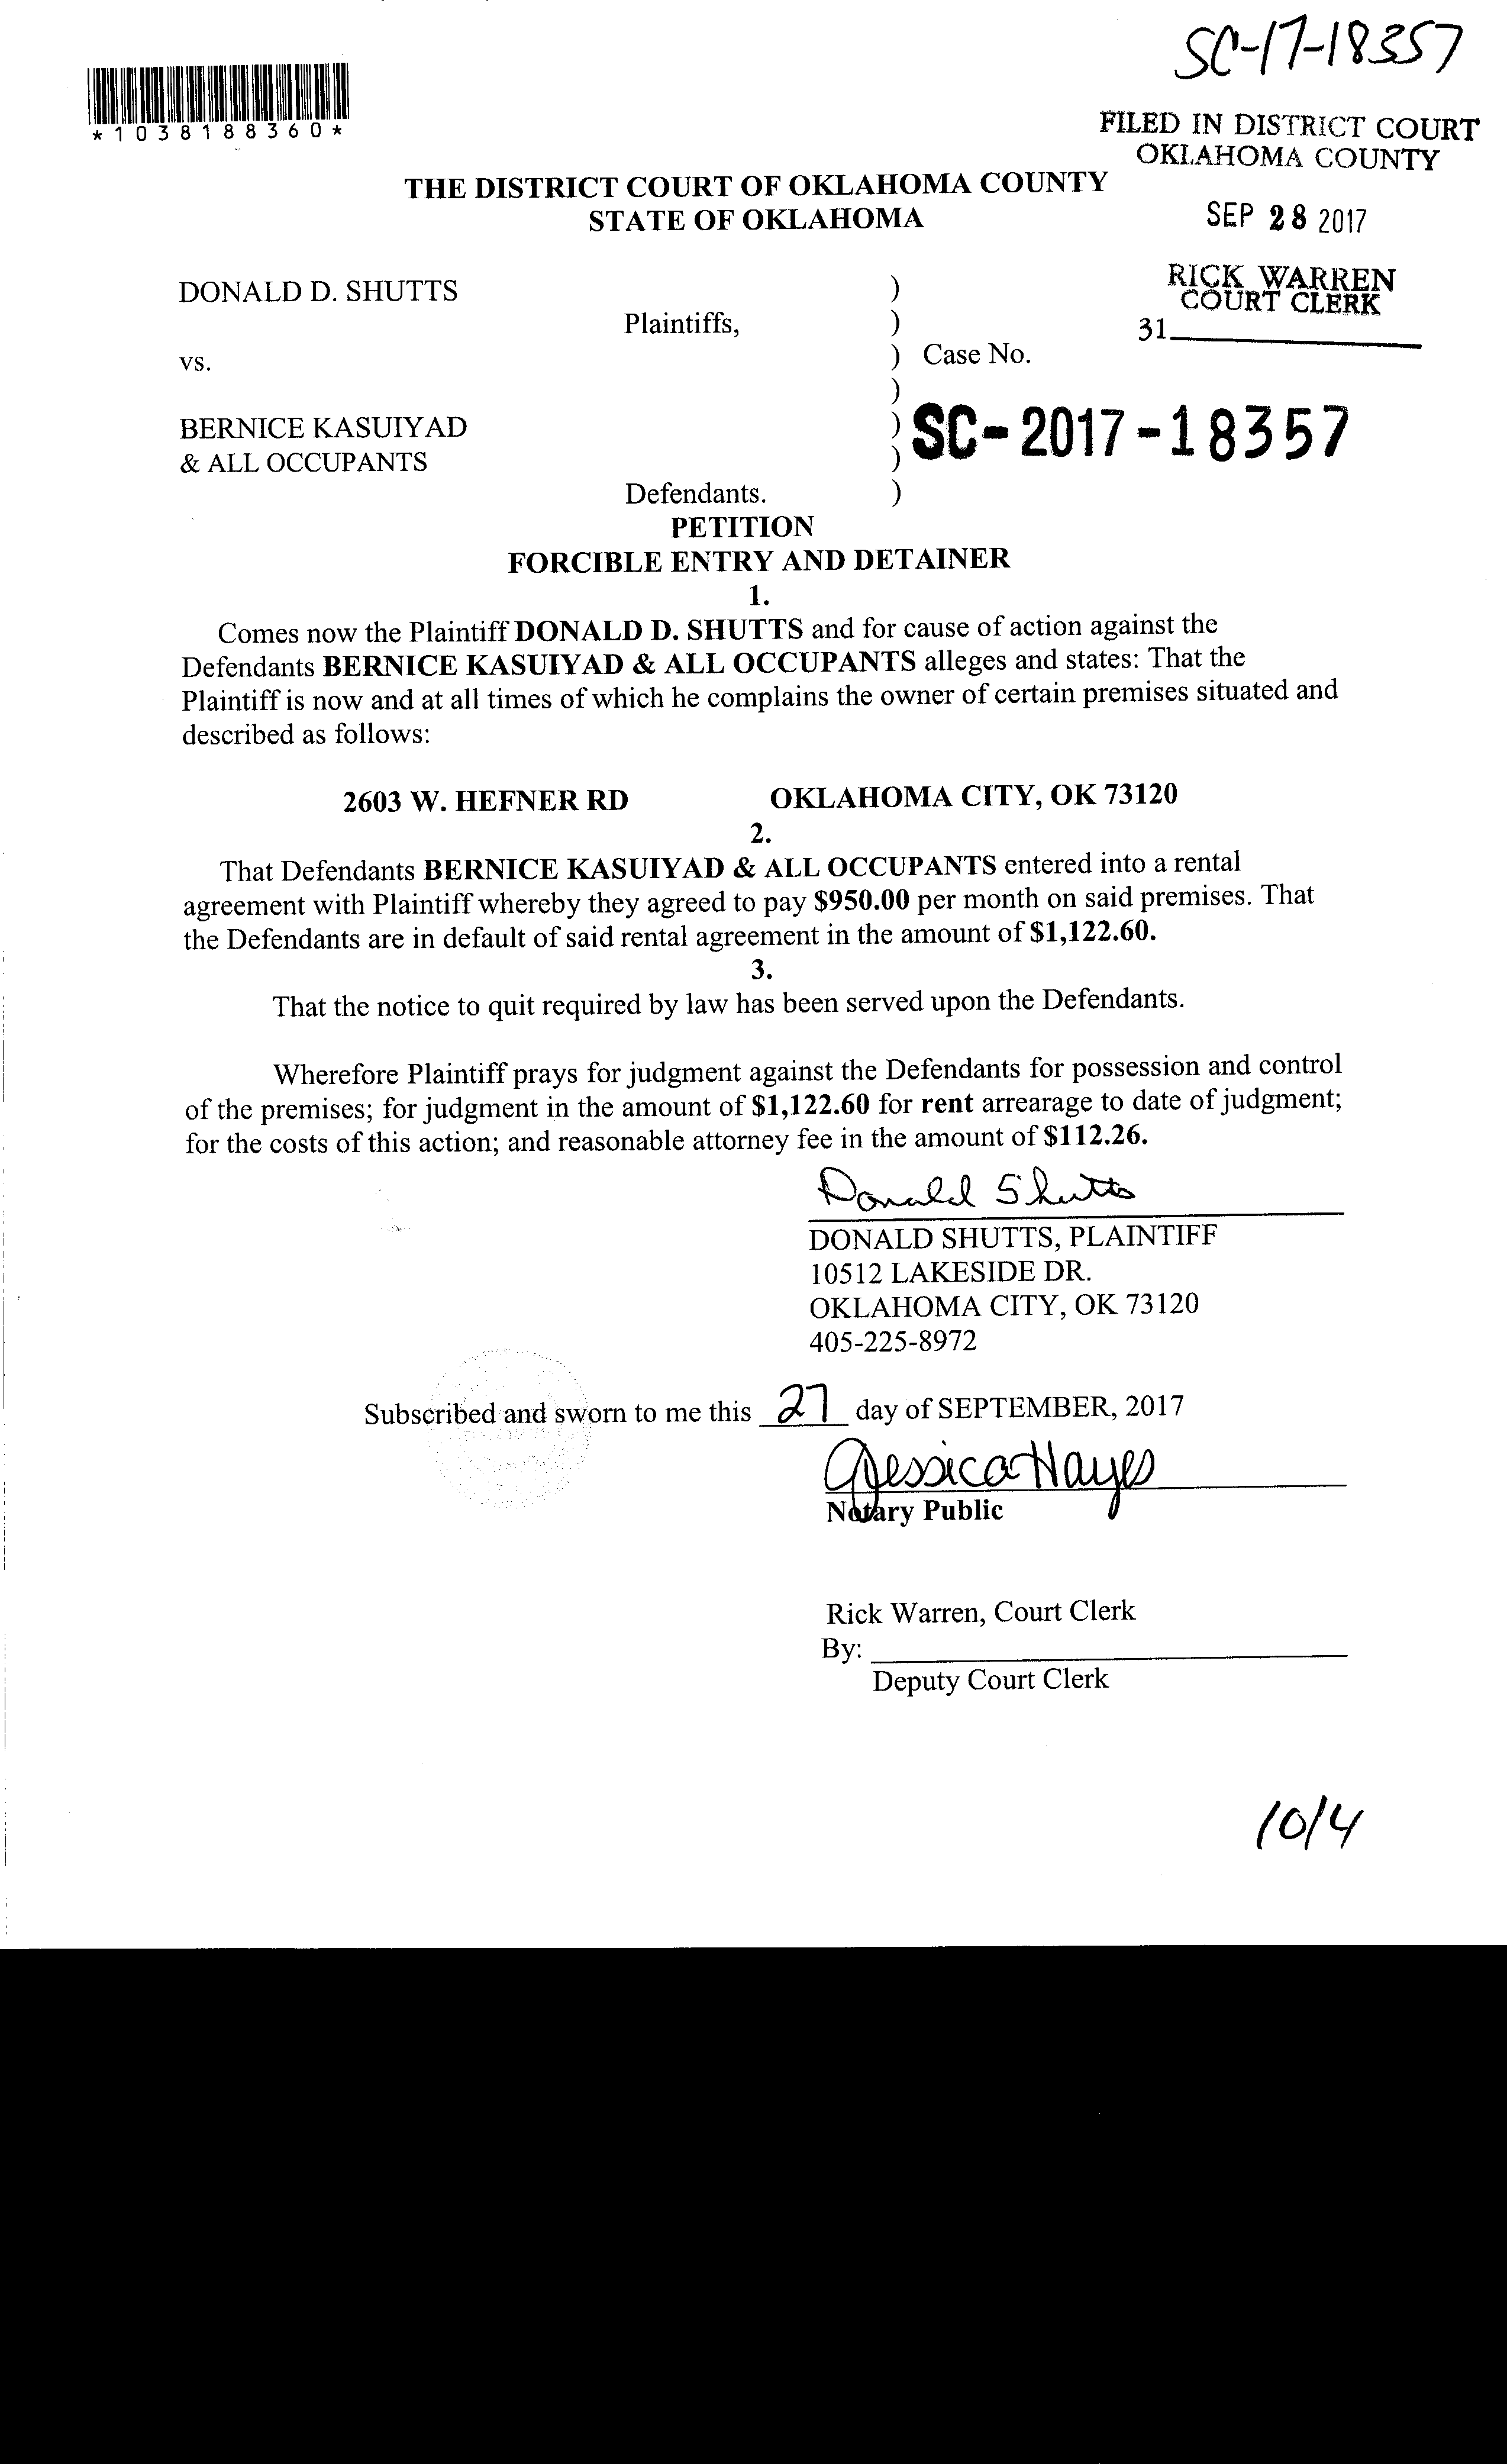 SC-17-18357
*1038188360*
FILED IN DISTRICT COURT
OKLAHOMA COUNTY
THE DISTRICT COURT OF OKLAHOMA COUNTY
STATE OF OKLAHOMA
SEP 28 2017
RICK WARREN
COURT CLERK
31
DONALD D. SHUTTS )
Plaintiffs, )
vs. ) Case No.
)
BERNICE KASUIYAD ) SC-2017-18357
& ALL OCCUPANTS )
Defendants. )
PETITION
FORCIBLE ENTRY AND DETAINER
1.
Comes now the Plaintiff DONALD D. SHUTTS and for cause of action against the
Defendants BERNICE KASUIYAD & ALL OCCUPANTS alleges and states: That the
Plaintiff is now and at all times of which he complains the owner of certain premises situated and
described as follows:
2603 W. HEFNER RD OKLAHOMA CITY, OK 73120
2.
That Defendants BERNICE KASUIYAD & ALL OCCUPANTS entered into a rental
agreement with Plaintiff whereby they agreed to pay $950.00 per month on said premises. That
the Defendants are in default of said rental agreement in the amount of $1,122.60.
3.
That the notice to quit required by law has been served upon the Defendants.
Wherefore Plaintiff prays for judgment against the Defendants for possession and control
of the premises; for judgment in the amount of $1,122.60 for rent arrearage to date of judgment;
for the costs of this action; and reasonable attorney fee in the amount of $112.26.
Donald Shutts
DONALD SHUTTS, PLAINTIFF
10512 LAKESIDE DR.
OKLAHOMA CITY, OK 73120
405-225-8972
Subscribed and sworn to me this 27 day of SEPTEMBER, 2017
Jessica Hayes
Notary Public
Rick Warren, Court Clerk
By:
Deputy Court Clerk
10/4